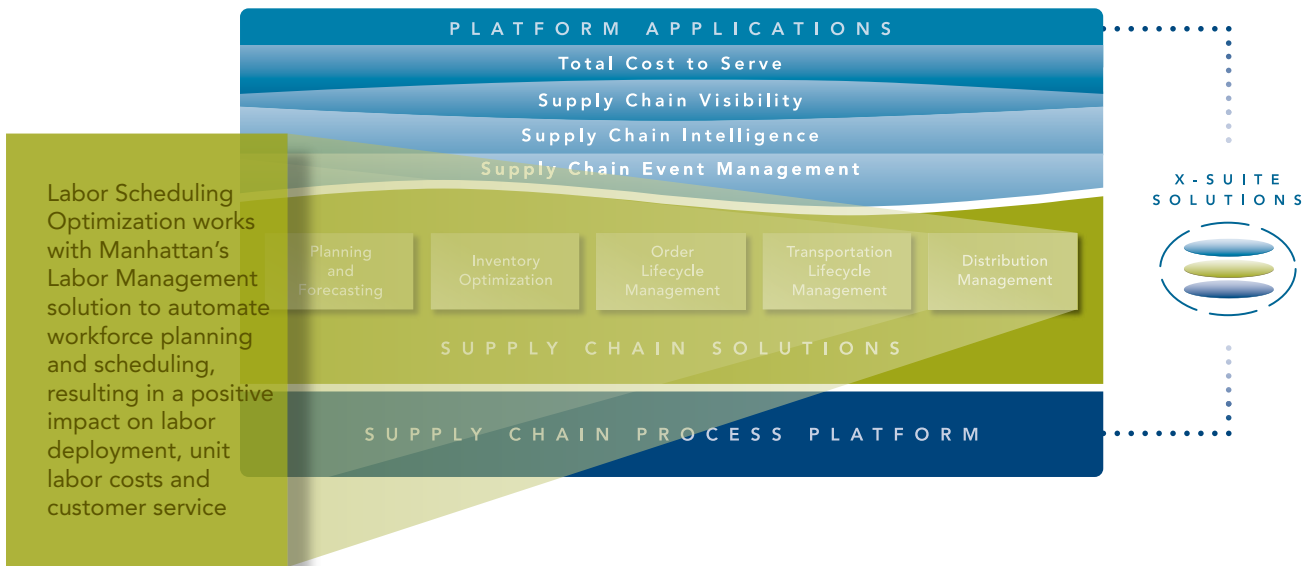 PLATFORM APPLICATIONS
Total Cost to Serve
Supply Chain Visibility
Supply Chain Intelligence
Supply Chain Event Management
Labor Scheduling
Optimization works
with Manhattan's
Labor Management
solution to automate
workforce planning
and scheduling,
resulting in a positive
impact on labor
deployment, unit
labor costs and
customer service
Planning
and
Forecasting
Inventory
Optimization
Order
Lifecycle
Management
Transportation
Lifecycle
Management
Distribution
Management
SUPPLY CHAIN SOLUTIONS
SUPPLY CHAIN PROCESS PLATFORM
X-SUITE
SOLUTIONS